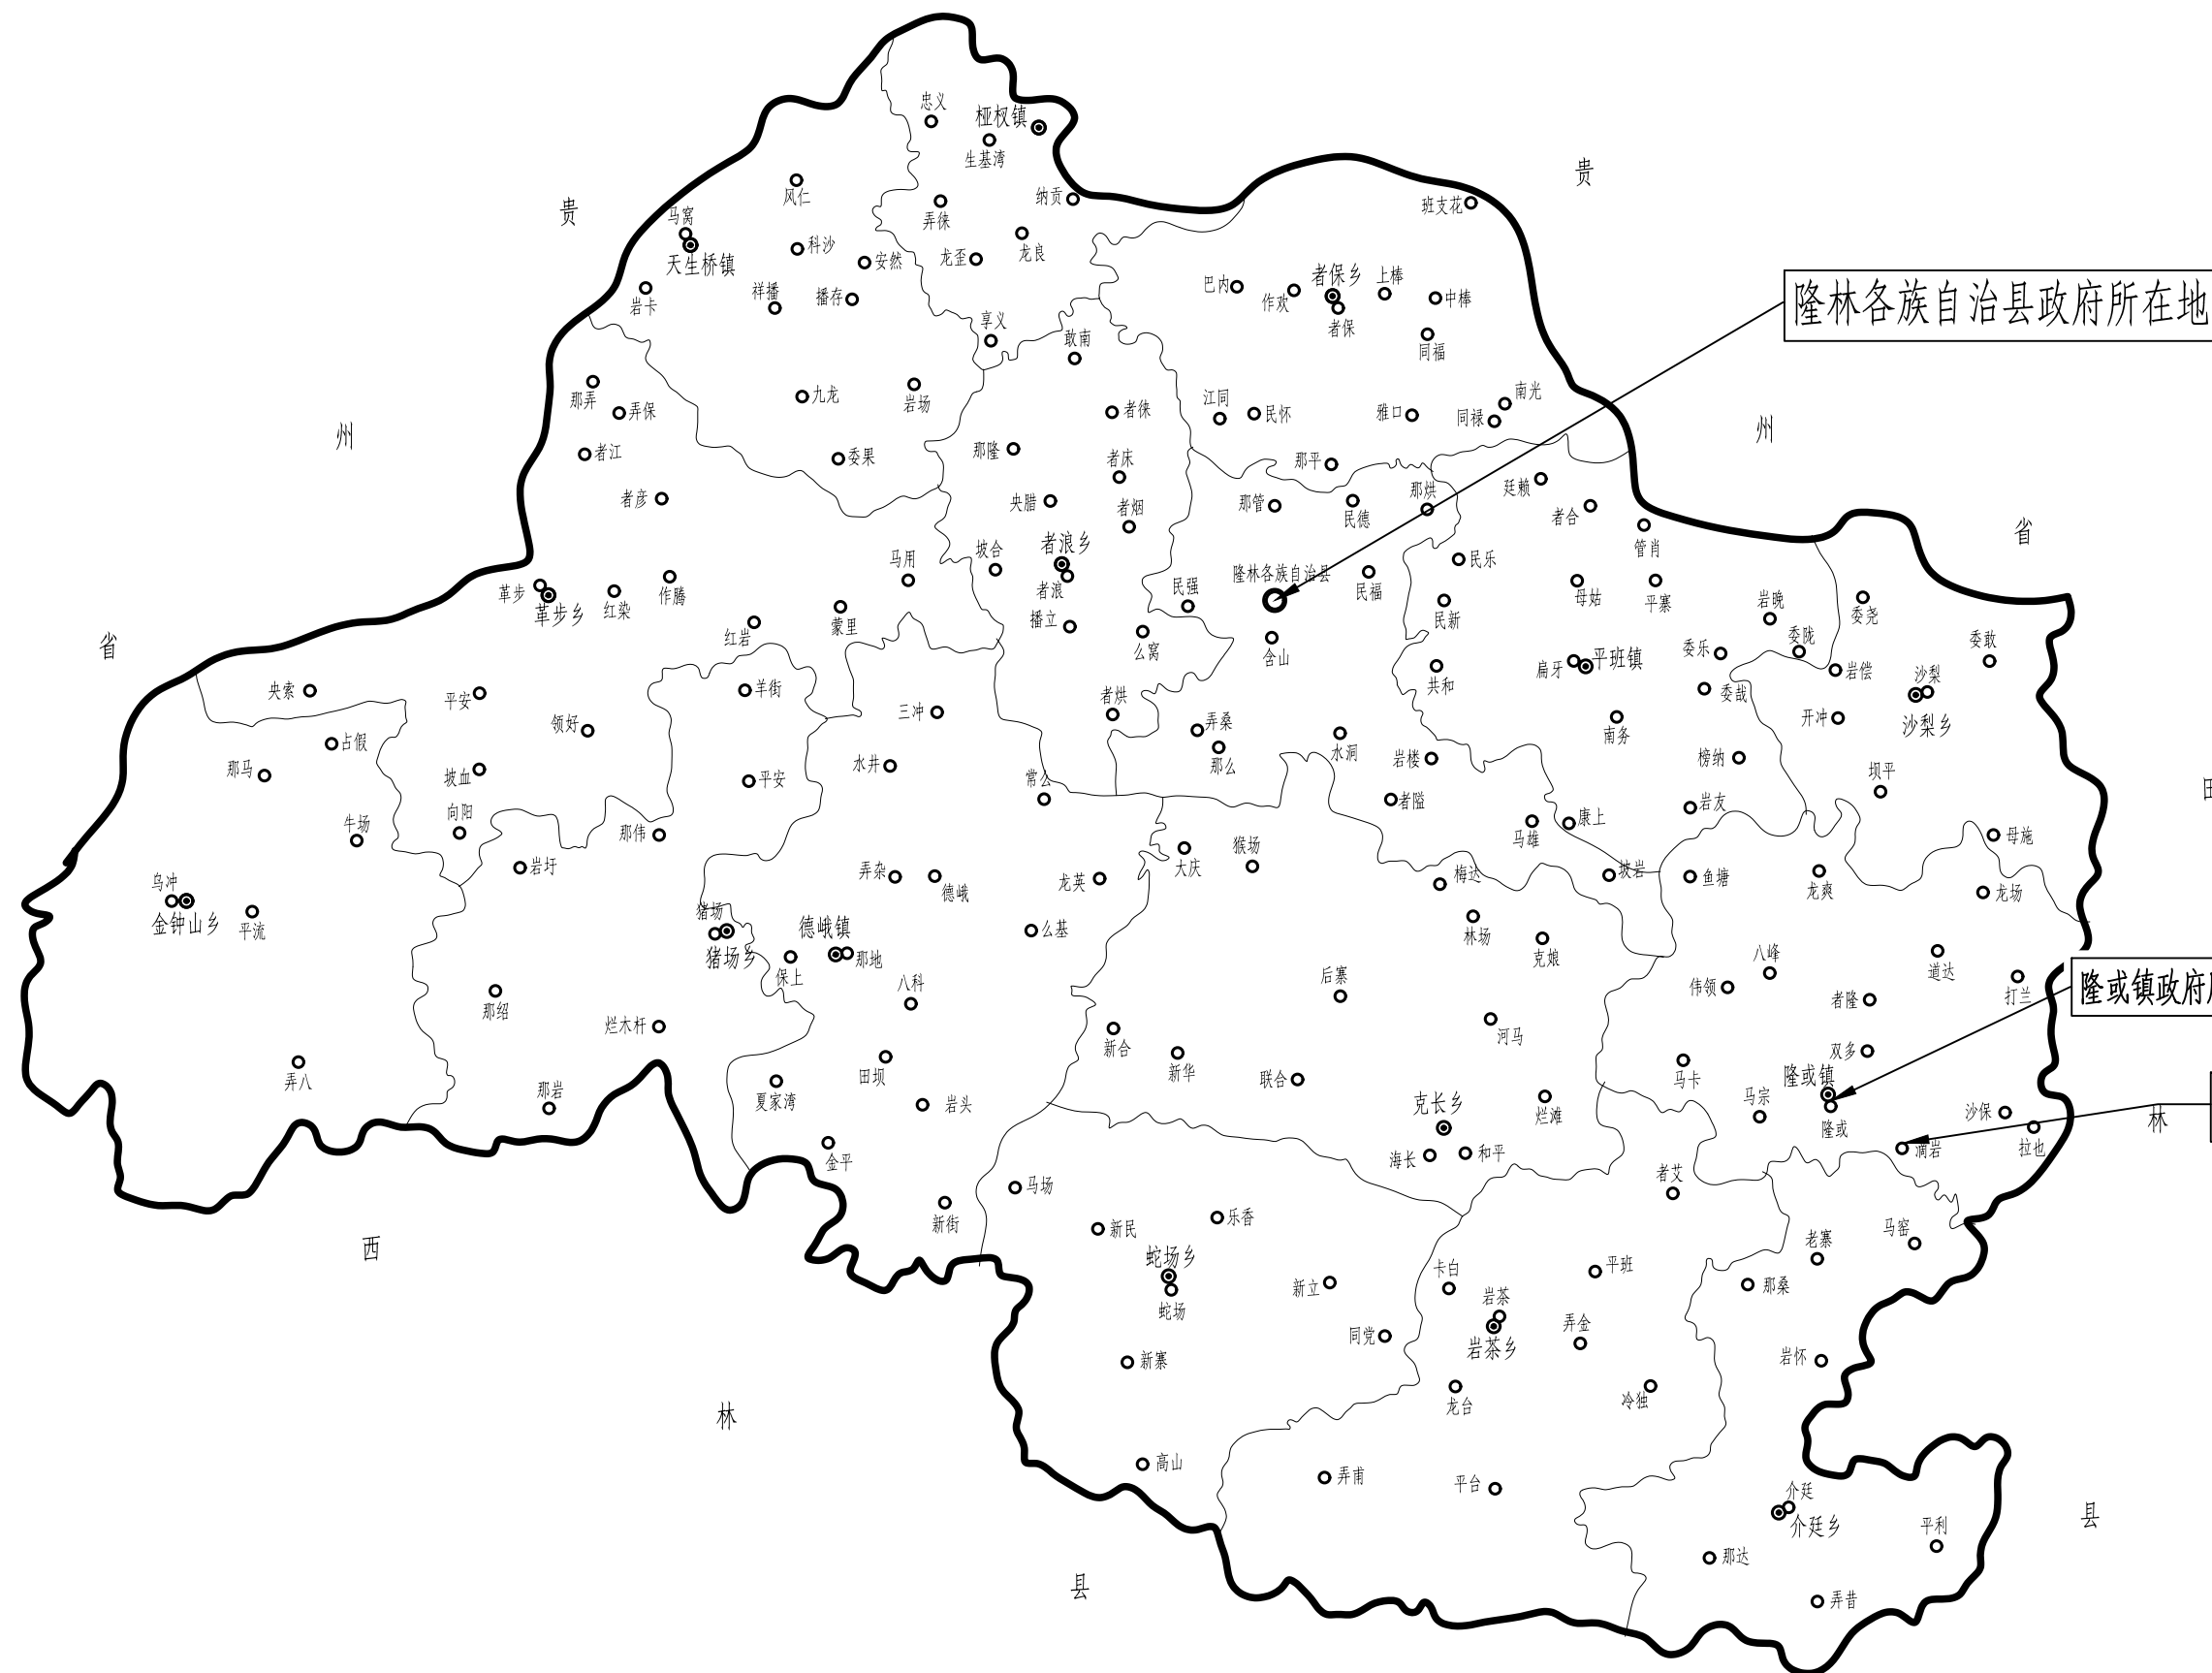 忠义
桠杈镇
生基湾
贵
风仁
弄徕
纳贡
班支花
贵
马窝
天生桥镇
科沙
安然
龙歪
龙良
岩卡
祥播
播存
享义
敢南
巴内
作欢
者保乡
上棒
者保
中棒
同福
隆林各族自治县政府所在地
州
那弄
弄保
者江
者彦
九龙
岩场
委果
那隆
者徕
者床
央腊
者烟
江同
民怀
雅口
同禄
南光
那平
州
那管
民德
那烘
廷赖
者合
管肖
省
省
革步
革步乡
红染
作腾
红岩
蒙里
马用
坡合
者浪乡
者浪
播立
么窝
民强
隆林各族自治县
含山
民福
民乐
民新
共和
母姑
平寨
扁牙
平班镇
委乐
委哉
岩晚
委陇
委尧
岩偿
沙梨
沙梨乡
委敢
开冲
央索
占假
那马
牛场
平安
领好
坡血
向阳
羊街
平安
三冲
水井
常么
者烘
弄桑
那么
水洞
岩楼
者隘
南务
榜纳
岩友
坝平
母施
乌冲
金钟山乡
平流
岩圩
那伟
猪场
猪场乡
弄杂
德峨
德峨镇
那地
保上
八科
龙英
么基
大庆
猴场
梅达
马雄
康上
坡岩
鱼塘
龙爽
龙场
林场
克娘
后寨
八峰
伟领
者隆
道达
打兰
隆或镇政府
弄八
那绍
烂木杆
那岩
夏家湾
田坝
岩头
金平
新街
新合
新华
联合
河马
克长乡
海长
和平
烂滩
马卡
马宗
双多
隆或镇
隆或
沙保
拉也
滴岩
林
西
马场
新民
乐香
蛇场乡
蛇场
新立
同党
新寨
高山
者艾
卡白
岩茶
岩茶乡
平班
弄金
龙台
冷独
弄甫
平台
老寨
马窑
那桑
岩怀
林
县
介廷
介廷乡
平利
那达
弄昔
县